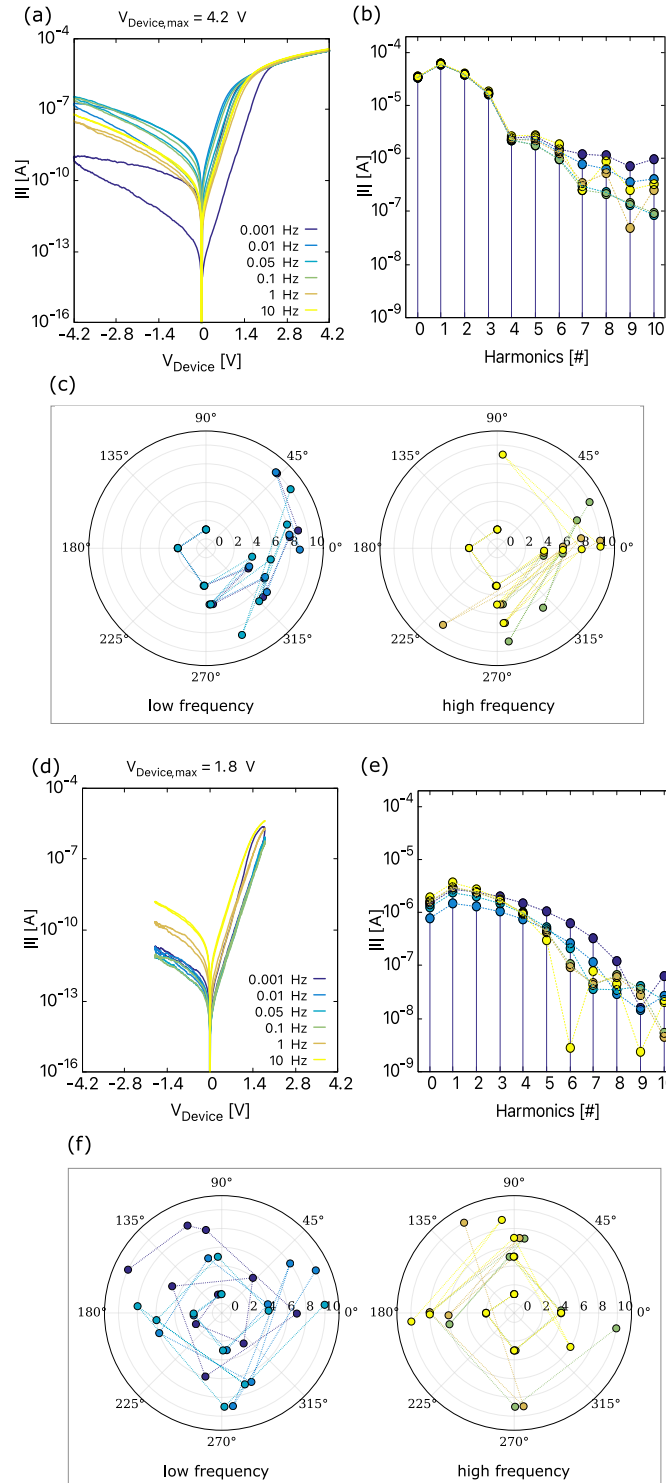 (a)
V_Device,max = 4.2 V
|I| [A]
10^-4
10^-7
10^-10
10^-13
10^-16
0.001 Hz
0.01 Hz
0.05 Hz
0.1 Hz
1 Hz
10 Hz
-4.2 -2.8 -1.4 0 1.4 2.8 4.2
V_Device [V]
(b)
|I| [A]
10^-4
10^-5
10^-6
10^-7
10^-8
10^-9
0 1 2 3 4 5 6 7 8 9 10
Harmonics [#]
(c)
90°
135° 45°
180° 0 2 4 6 8 10 0°
225° 315°
270°
low frequency
90°
135° 45°
180° 0 2 4 6 8 10 0°
225° 315°
270°
high frequency
(d)
V_Device,max = 1.8 V
|I| [A]
10^-4
10^-7
10^-10
10^-13
10^-16
0.001 Hz
0.01 Hz
0.05 Hz
0.1 Hz
1 Hz
10 Hz
-4.2 -2.8 -1.4 0 1.4 2.8 4.2
V_Device [V]
(e)
|I| [A]
10^-4
10^-5
10^-6
10^-7
10^-8
10^-9
0 1 2 3 4 5 6 7 8 9 1
Harmonics [#]
(f)
90°
135° 45°
180° 0 2 4 6 8 10 0°
225° 315°
270°
low frequency
90°
135° 45°
180° 0 2 4 6 8 10 0°
225° 315°
270°
high frequency